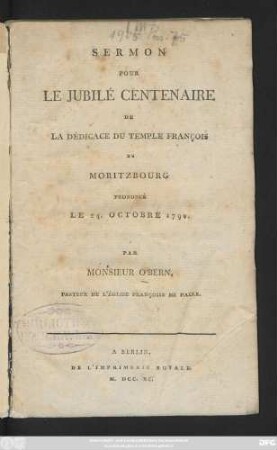 SERMON
POUR
LE JUBILÉ CENTENAIRE
DE
LA DÉDICACE DU TEMPLE FRANÇOIS
DE
MORITZBOURG
PRONONCÉ
LE 24. OCTOBRE 1790.
PAR
MONSIEUR O'BERN,
PASTEUR DE L'ÉGLISE FRANÇOISE DE HALLE.
A BERLIN,
DE L'IMPRIMERIE ROYALE.
M. DCC. XC.